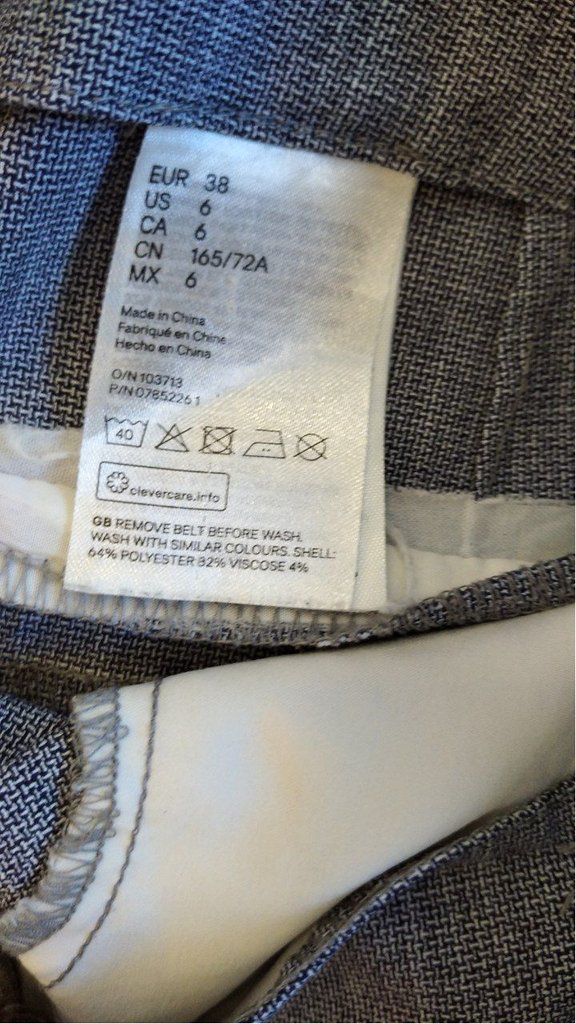 EUR 38
US 6
CA 6
CN 165/72A
MX 6
Made in China
Fabriqué en Chine
Hecho en China
O/N 103713
P/N 07852261
40
clevercare.info
GB REMOVE BELT BEFORE WASH.
WASH WITH SIMILAR COLOURS. SHELL:
64% POLYESTER 32% VISCOSE 4%